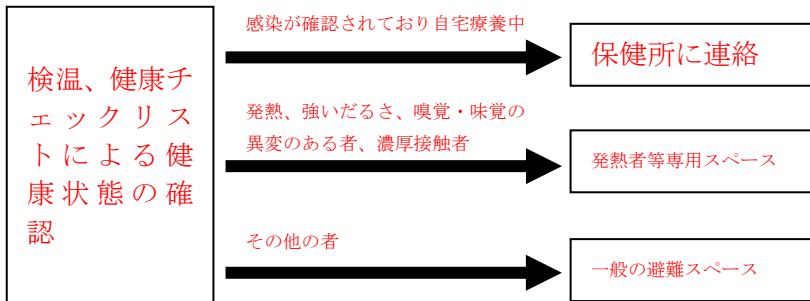 検温、健康チ
ェックリス
トによる健
康状態の確
認
感染が確認されており自宅療養中
保健所に連絡
発熱、強いだるさ、嗅覚・味覚の
異変のある者、濃厚接触者
発熱者等専用スペース
その他の者
一般の避難スペース